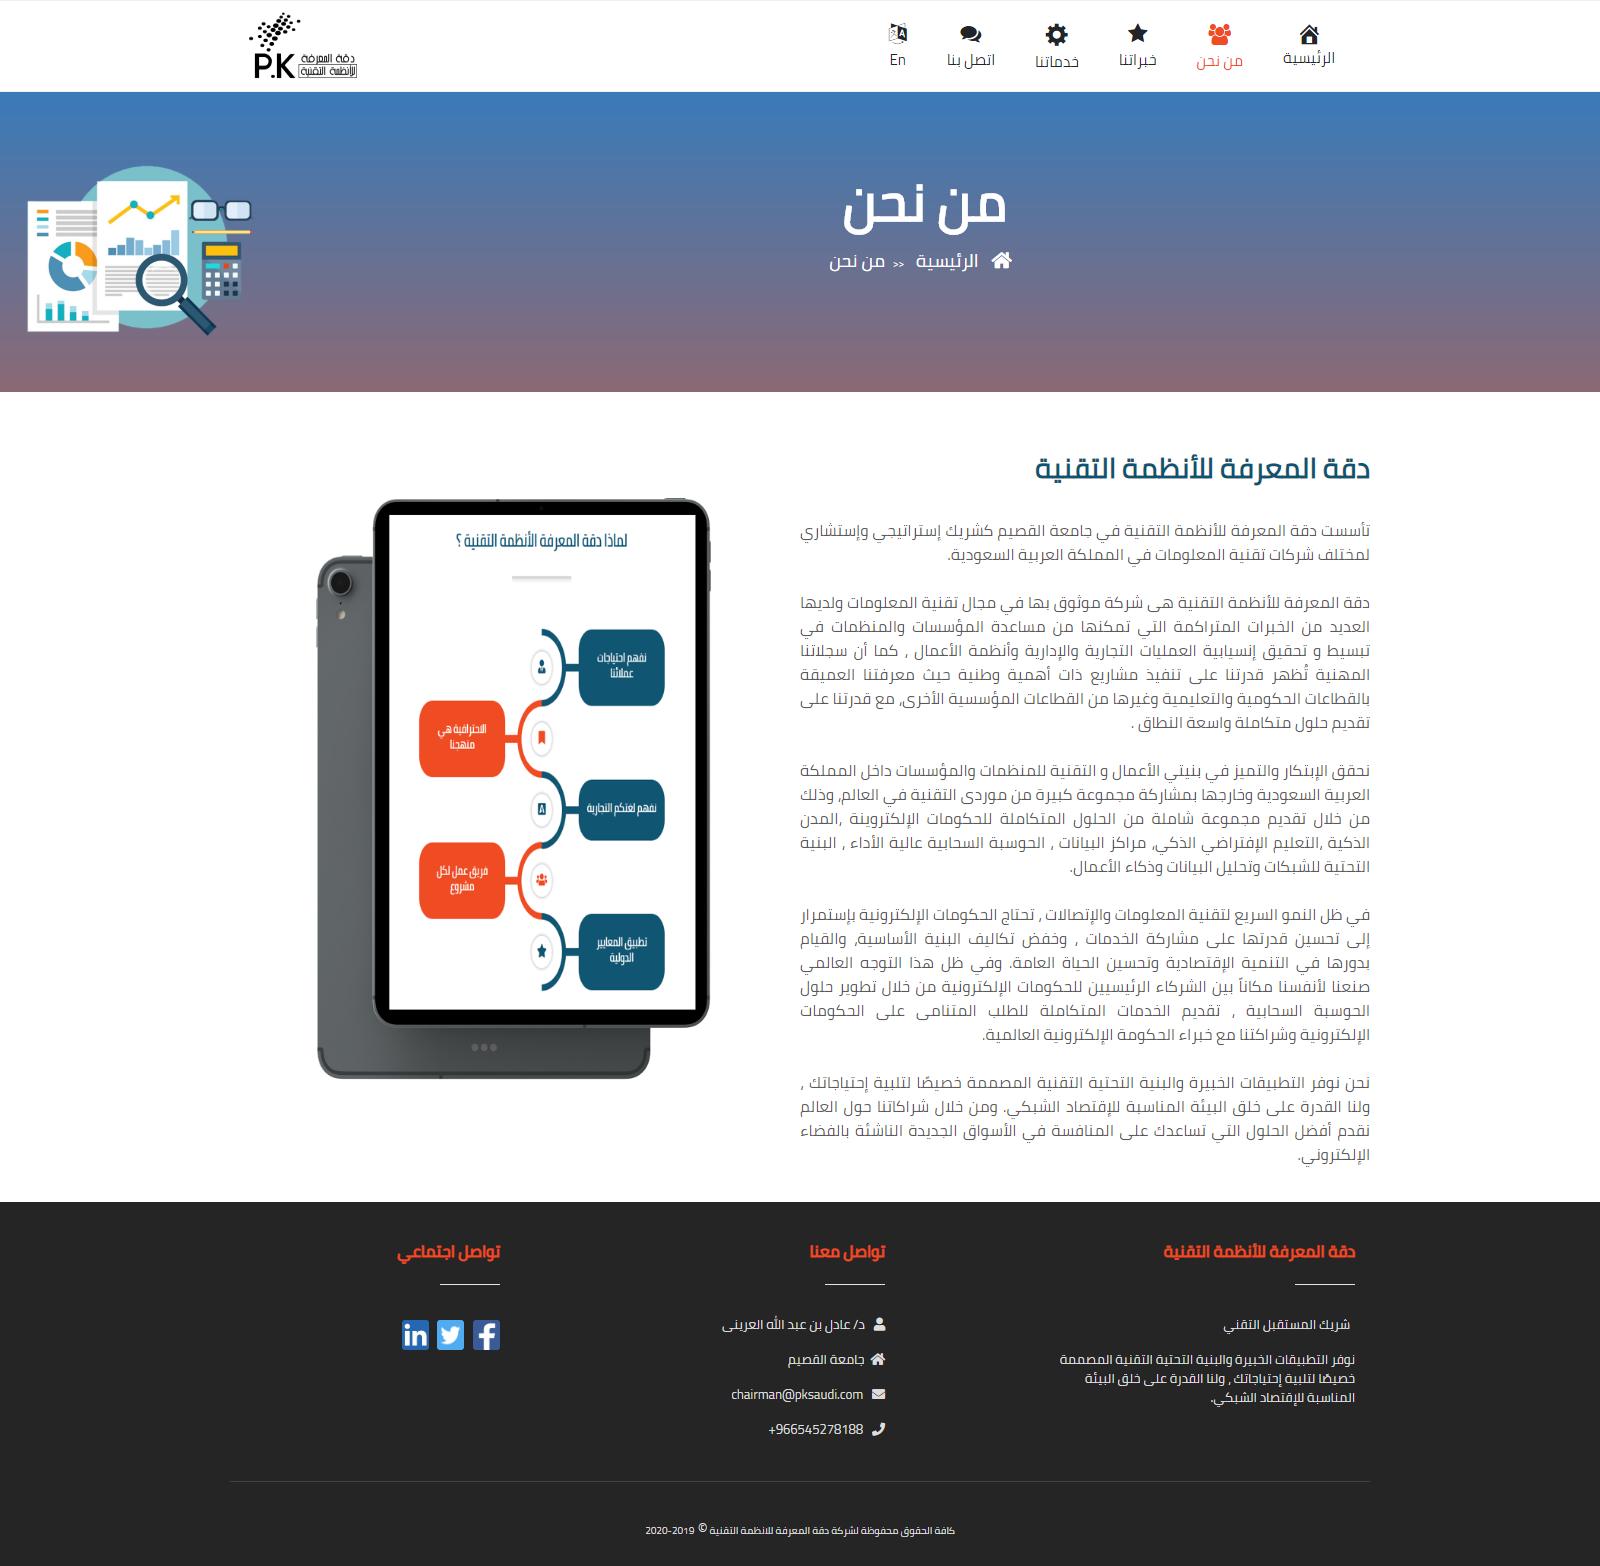 الرئيسية
من نحن
خبراتنا
خدماتنا
اتصل بنا
En
دقة المعرفة
للأنظمة التقنية
P.K
من نحن
الرئيسية >> من نحن
دقة المعرفة للأنظمة التقنية
تأسست دقة المعرفة للأنظمة التقنية في جامعة القصيم كشريك إستراتيجي وإستشاري
لمختلف شركات تقنية المعلومات في المملكة العربية السعودية.
دقة المعرفة للأنظمة التقنية هى شركة موثوق بها في مجال تقنية المعلومات ولديها
العديد من الخبرات المتراكمة التي تمكنها من مساعدة المؤسسات والمنظمات في
تبسيط و تحقيق إنسيابية العمليات التجارية والإدارية وأنظمة الأعمال , كما أن سجلاتنا
المهنية تُظهر قدرتنا على تنفيذ مشاريع ذات أهمية وطنية حيث معرفتنا العميقة
بالقطاعات الحكومية والتعليمية وغيرها من القطاعات المؤسسية الأخرى, مع قدرتنا على
تقديم حلول متكاملة واسعة النطاق .
نحقق الإبتكار والتميز في بنيتي الأعمال و التقنية للمنظمات والمؤسسات داخل المملكة
العربية السعودية وخارجها بمشاركة مجموعة كبيرة من موردى التقنية في العالم, وذلك
من خلال تقديم مجموعة شاملة من الحلول المتكاملة للحكومات الإلكتروينة ,المدن
الذكية ,التعليم الإفتراضي الذكي, مراكز البيانات , الحوسبة السحابية عالية الأداء , البنية
التحتية للشبكات وتحليل البيانات وذكاء الأعمال.
في ظل النمو السريع لتقنية المعلومات والإتصالات , تحتاج الحكومات الإلكترونية بإستمرار
إلى تحسين قدرتها على مشاركة الخدمات , وخفض تكاليف البنية الأساسية, والقيام
بدورها في التنمية الإقتصادية وتحسين الحياة العامة. وفي ظل هذا التوجه العالمي
صنعنا لأنفسنا مكاناً بين الشركاء الرئيسيين للحكومات الإلكترونية من خلال تطوير حلول
الحوسبة السحابية , تقديم الخدمات المتكاملة للطلب المتنامى على الحكومات
الإلكترونية وشراكتنا مع خبراء الحكومة الإلكترونية العالمية.
نحن نوفر التطبيقات الخبيرة والبنية التحتية التقنية المصممة خصيصًا لتلبية إحتياجاتك ,
ولنا القدرة على خلق البيئة المناسبة للإقتصاد الشبكي. ومن خلال شراكاتنا حول العالم
نقدم أفضل الحلول التي تساعدك على المنافسة في الأسواق الجديدة الناشئة بالفضاء
الإلكتروني.
لماذا دقة المعرفة الأنظمة التقنية ؟
نفهم احتياجات
عملائنا
الاحترافية هي
منهجنا
نفهم لغتكم التجارية
فريق عمل لكل
مشروع
تطبيق المعايير
الدولية
دقة المعرفة للأنظمة التقنية
شريك المستقبل التقني
نوفر التطبيقات الخبيرة والبنية التحتية التقنية المصممة
خصيصًا لتلبية إحتياجاتك , ولنا القدرة على خلق البيئة
المناسبة للإقتصاد الشبكي.
تواصل معنا
د/ عادل بن عبد الله العرينى
جامعة القصيم
chairman@pksaudi.com
+966545278188
تواصل اجتماعي
كافة الحقوق محفوظة لشركة دقة المعرفة للانظمة التقنية © 2019-2020